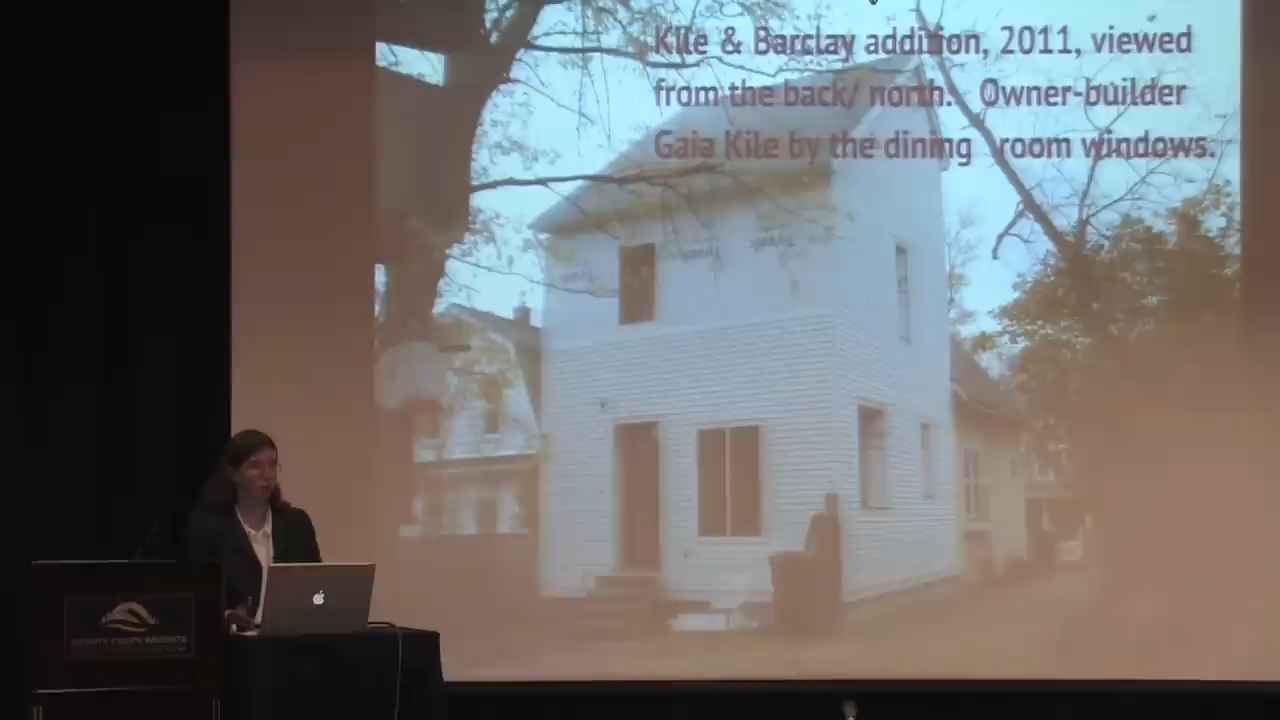 Kile & Barclay addition, 2011, viewed
from the back/ north. Owner-builder
Gaia Kile by the dining room windows.